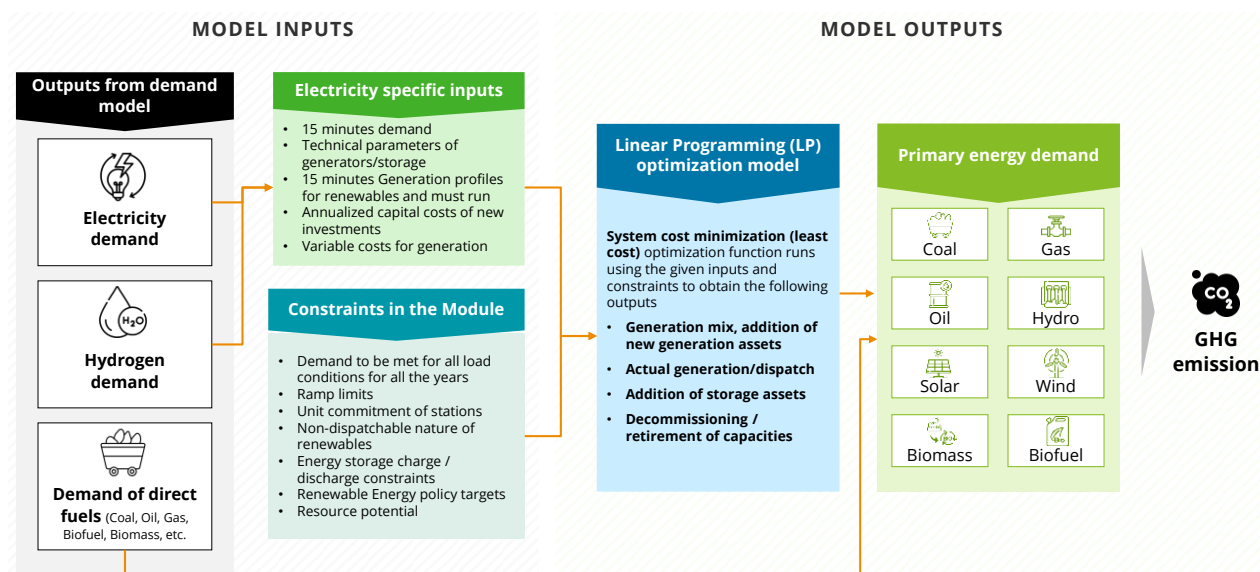 MODEL INPUTS
MODEL OUTPUTS
Outputs from demand
model
Electricity
demand
H₂O
Hydrogen
demand
Demand of direct
fuels (Coal, Oil, Gas,
Biofuel, Biomass, etc.
Electricity specific inputs
• 15 minutes demand
• Technical parameters of
generators/storage
• 15 minutes Generation profiles
for renewables and must run
• Annualized capital costs of new
investments
• Variable costs for generation
Constraints in the Module
• Demand to be met for all load
conditions for all the years
• Ramp limits
• Unit commitment of stations
• Non-dispatchable nature of
renewables
• Energy storage charge /
discharge constraints
• Renewable Energy policy targets
• Resource potential
Linear Programming (LP)
optimization model
System cost minimization (least
cost) optimization function runs
using the given inputs and
constraints to obtain the following
outputs
• Generation mix, addition of
new generation assets
• Actual generation/dispatch
• Addition of storage assets
• Decommissioning /
retirement of capacities
Primary energy demand
Coal
Gas
Oil
Hydro
Solar
Wind
Biomass
Biofuel
CO₂
GHG
emission